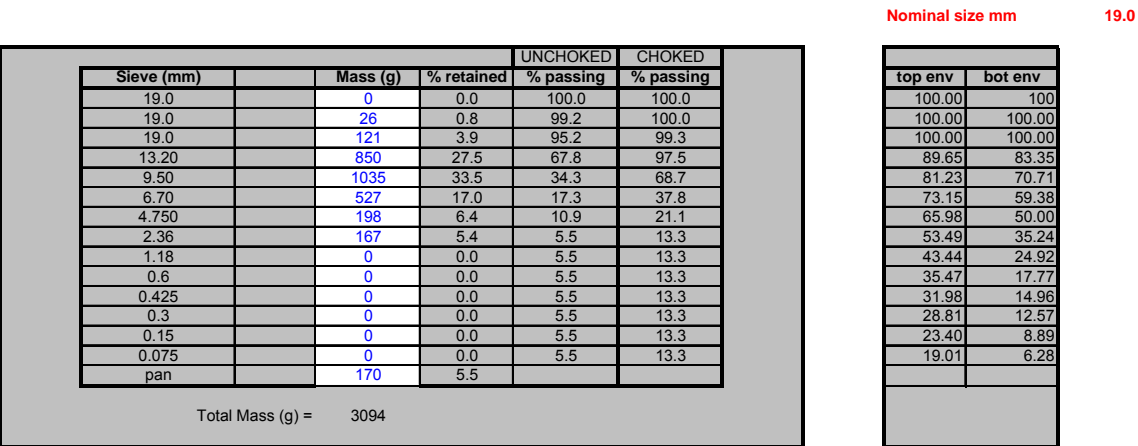 Nominal size mm 19.0
UNCHOKED CHOKED
Sieve (mm) Mass (g) % retained % passing % passing top env bot env
19.0 0 0.0 100.0 100.0 100.00 100
19.0 26 0.8 99.2 100.0 100.00 100.00
19.0 121 3.9 95.2 99.3 100.00 100.00
13.20 850 27.5 67.8 97.5 89.65 83.35
9.50 1035 33.5 34.3 68.7 81.23 70.71
6.70 527 17.0 17.3 37.8 73.15 59.38
4.750 198 6.4 10.9 21.1 65.98 50.00
2.36 167 5.4 5.5 13.3 53.49 35.24
1.18 0 0.0 5.5 13.3 43.44 24.92
0.6 0 0.0 5.5 13.3 35.47 17.77
0.425 0 0.0 5.5 13.3 31.98 14.96
0.3 0 0.0 5.5 13.3 28.81 12.57
0.15 0 0.0 5.5 13.3 23.40 8.89
0.075 0 0.0 5.5 13.3 19.01 6.28
pan 170 5.5
Total Mass (g) = 3094